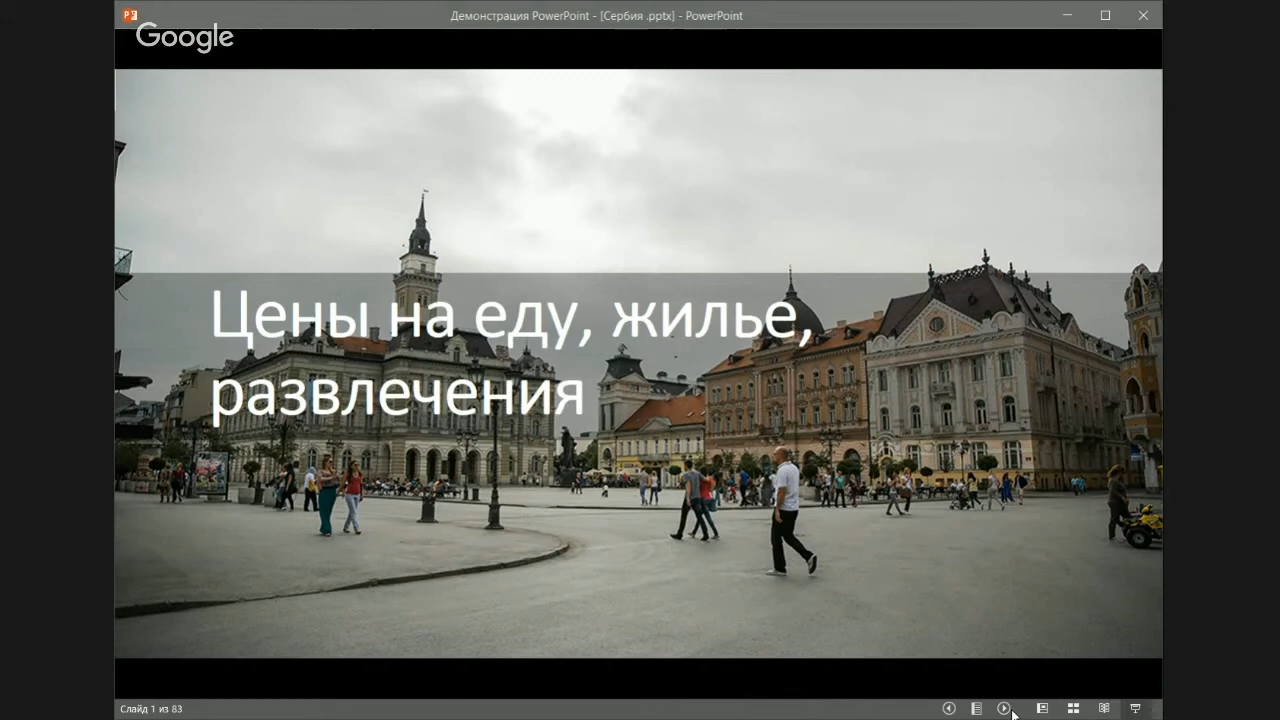 Демонстрация PowerPoint - [Сербия .pptx] - PowerPoint
Google
Цены на еду, жилье,
развлечения
Слайд 1 из 83